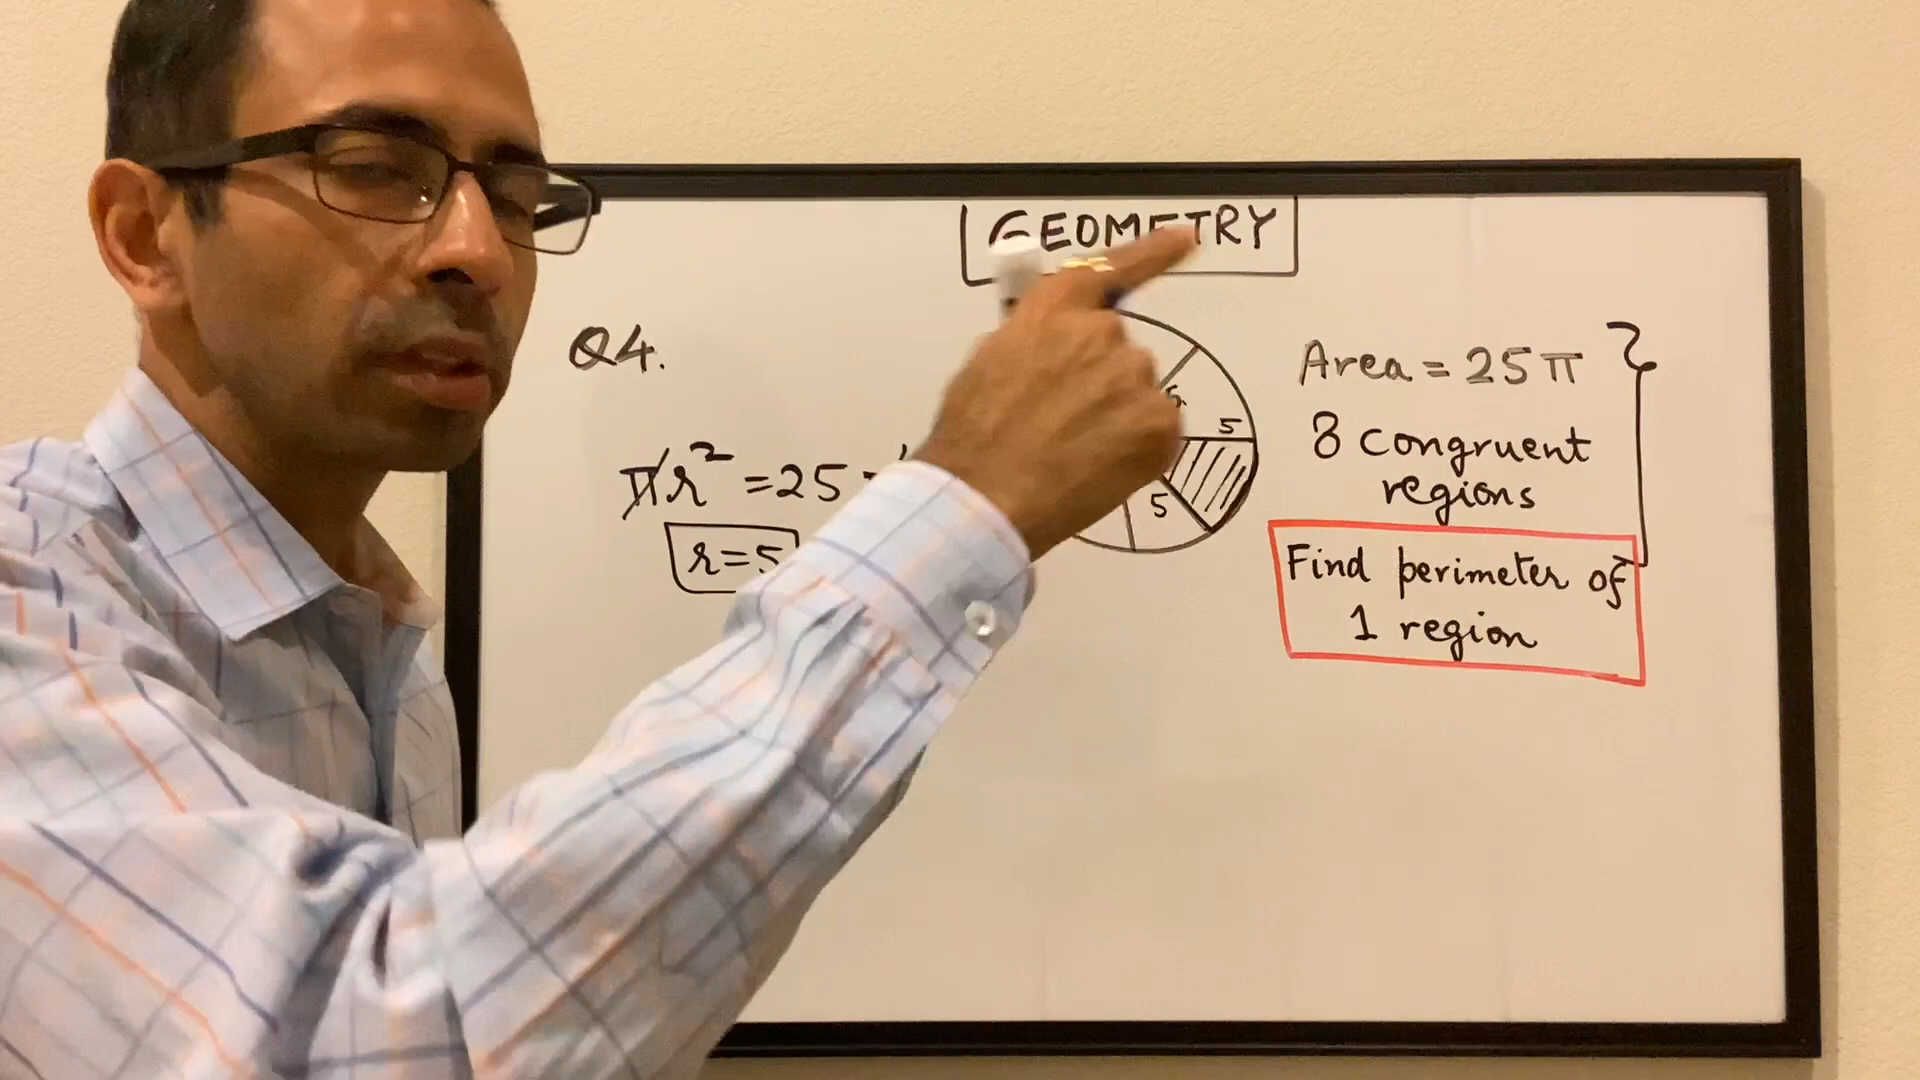 GEOMETRY
Q4.
πr² = 25
r = 5
5
5
5
Area = 25π
8 congruent
regions
Find perimeter of
1 region